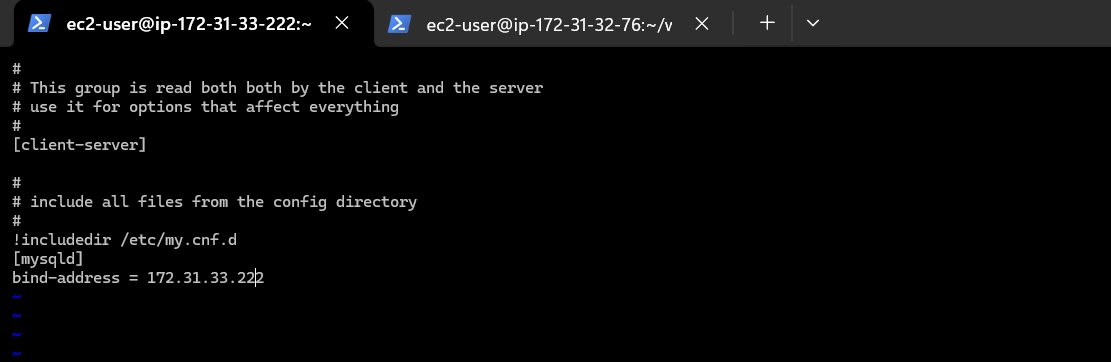 ec2-user@ip-172-31-33-222:~
ec2-user@ip-172-31-32-76:~/v
#
# This group is read both both by the client and the server
# use it for options that affect everything
#
[client-server]
#
# include all files from the config directory
#
!includedir /etc/my.cnf.d
[mysqld]
bind-address = 172.31.33.222
~
~
~
~